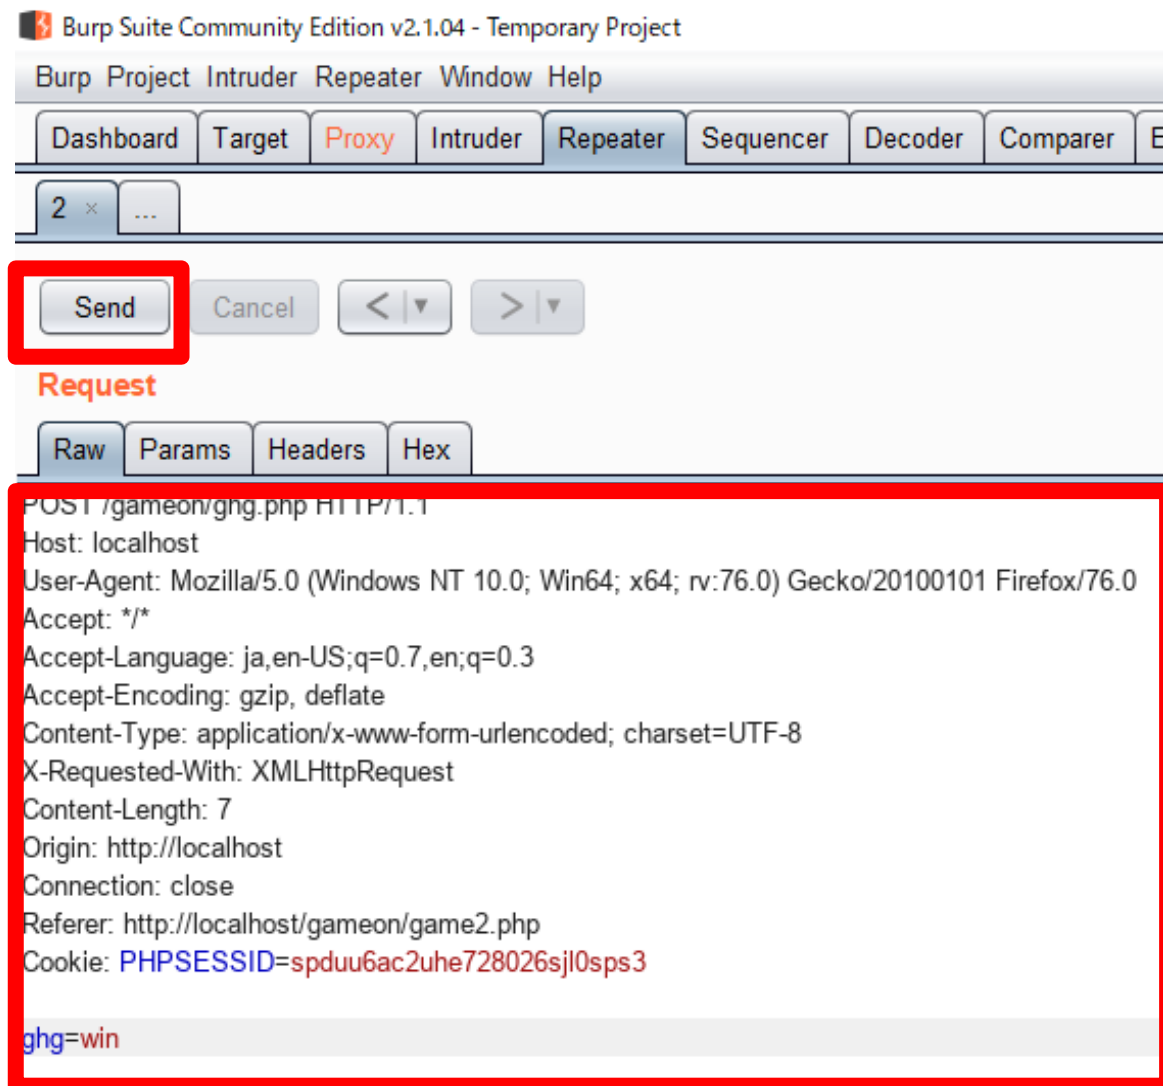 Burp Suite Community Edition v2.1.04 - Temporary Project
Burp Project Intruder Repeater Window Help
Dashboard Target Proxy Intruder Repeater Sequencer Decoder Comparer E
2 × ...
Send Cancel < ▼ > ▼
Request
Raw Params Headers Hex
POST /gameon/ghg.php HTTP/1.1
Host: localhost
User-Agent: Mozilla/5.0 (Windows NT 10.0; Win64; x64; rv:76.0) Gecko/20100101 Firefox/76.0
Accept: */*
Accept-Language: ja,en-US;q=0.7,en;q=0.3
Accept-Encoding: gzip, deflate
Content-Type: application/x-www-form-urlencoded; charset=UTF-8
X-Requested-With: XMLHttpRequest
Content-Length: 7
Origin: http://localhost
Connection: close
Referer: http://localhost/gameon/game2.php
Cookie: PHPSESSID=spduu6ac2uhe728026sjl0sps3
ghg=win